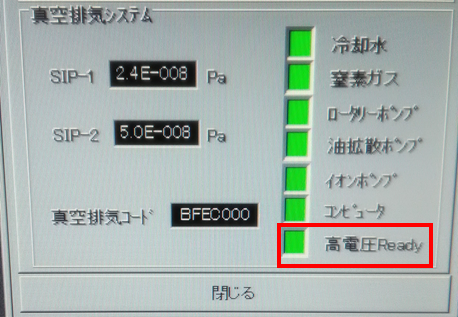 真空排気システム
SIP-1 2.4E-008 Pa
SIP-2 5.0E-008 Pa
真空排気コード BFEC000
冷却水
窒素ガス
ロータリーポンプ
油拡散ポンプ
イオンポンプ
コンピュータ
高電圧Ready
閉じる